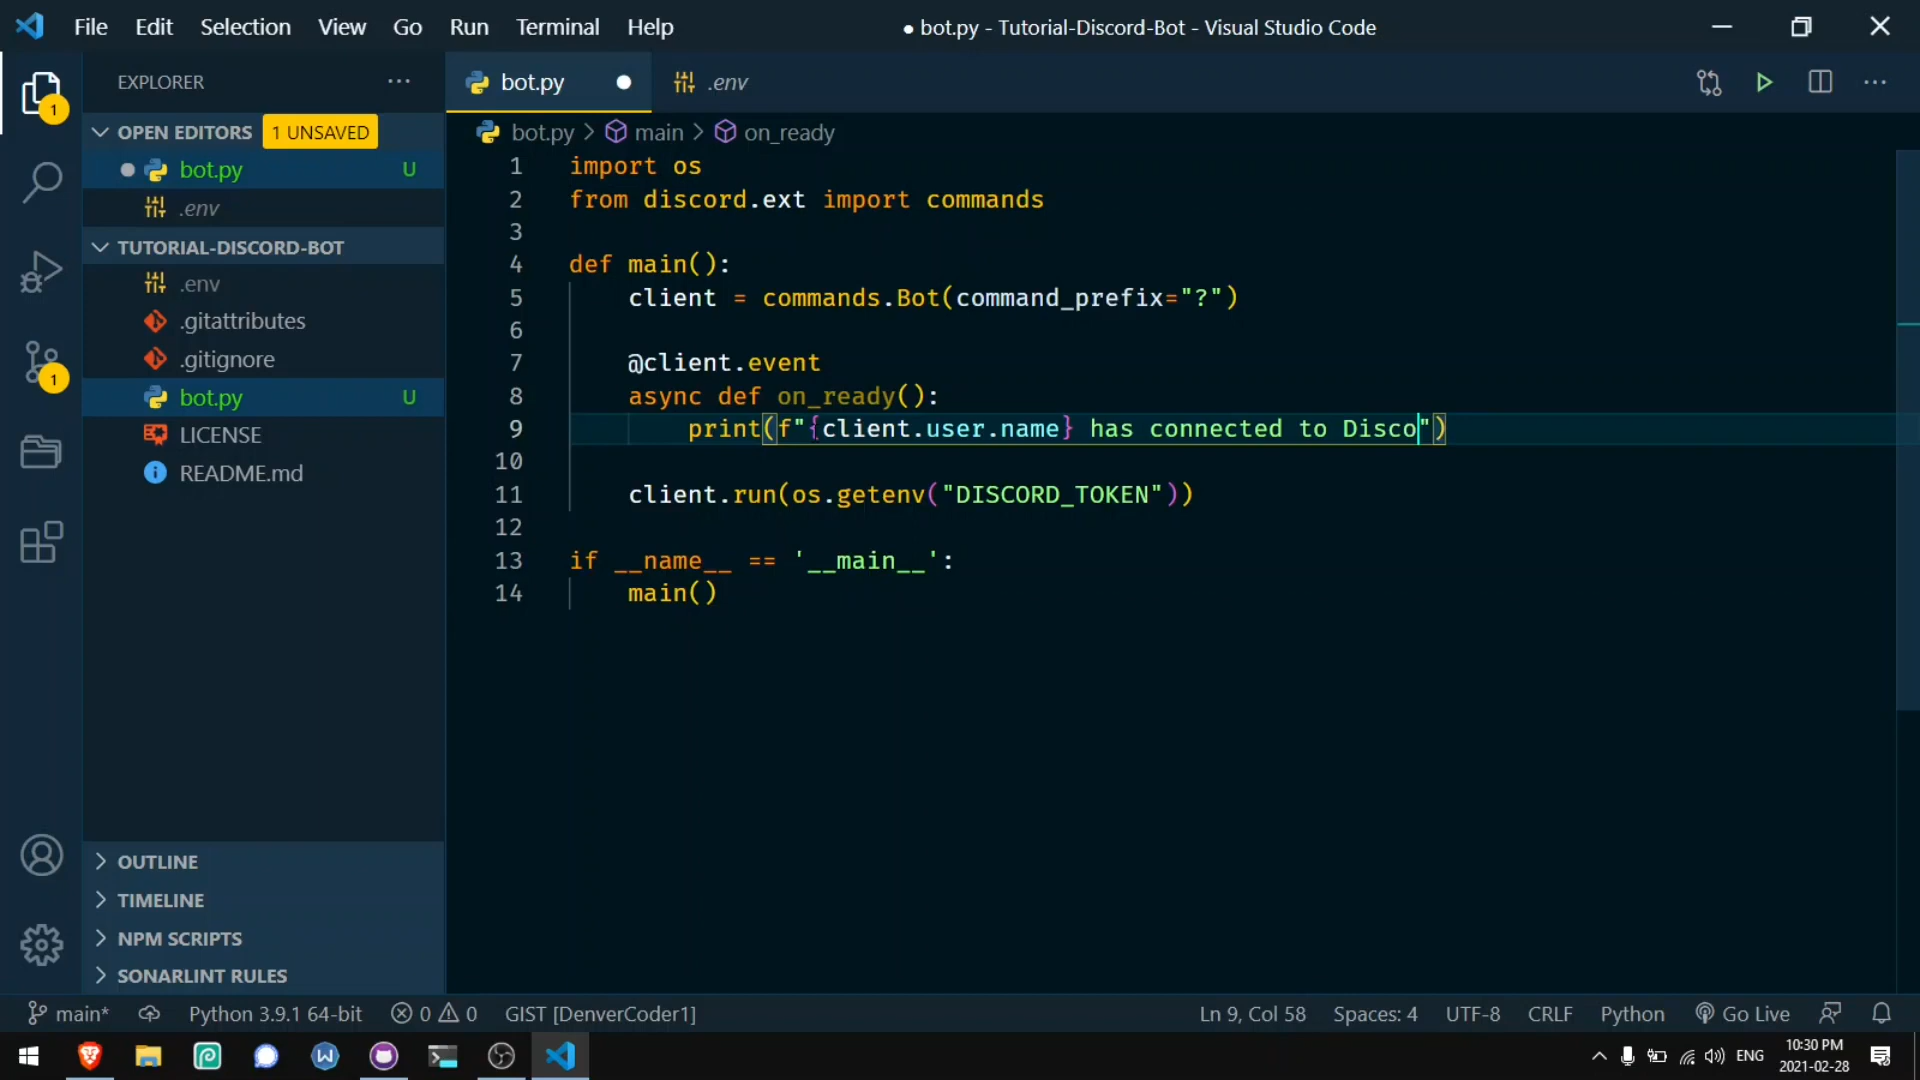 File Edit Selection View Go Run Terminal Help
● bot.py - Tutorial-Discord-Bot - Visual Studio Code
EXPLORER
bot.py
.env
OPEN EDITORS 1 UNSAVED
bot.py U
.env
TUTORIAL-DISCORD-BOT
.env
.gitattributes
.gitignore
bot.py U
LICENSE
README.md
OUTLINE
TIMELINE
NPM SCRIPTS
SONARLINT RULES
1
1
bot.py > main > on_ready
1 import os
2 from discord.ext import commands
3
4 def main():
5 client = commands.Bot(command_prefix="?")
6
7 @client.event
8 async def on_ready():
9 print(f"{client.user.name} has connected to Disco")
10
11 client.run(os.getenv("DISCORD_TOKEN"))
12
13 if __name__ == '__main__':
14 main()
main* Python 3.9.1 64-bit 0 0 GIST [DenverCoder1]
Ln 9, Col 58 Spaces: 4 UTF-8 CRLF Python Go Live
ENG
10:30 PM
2021-02-28